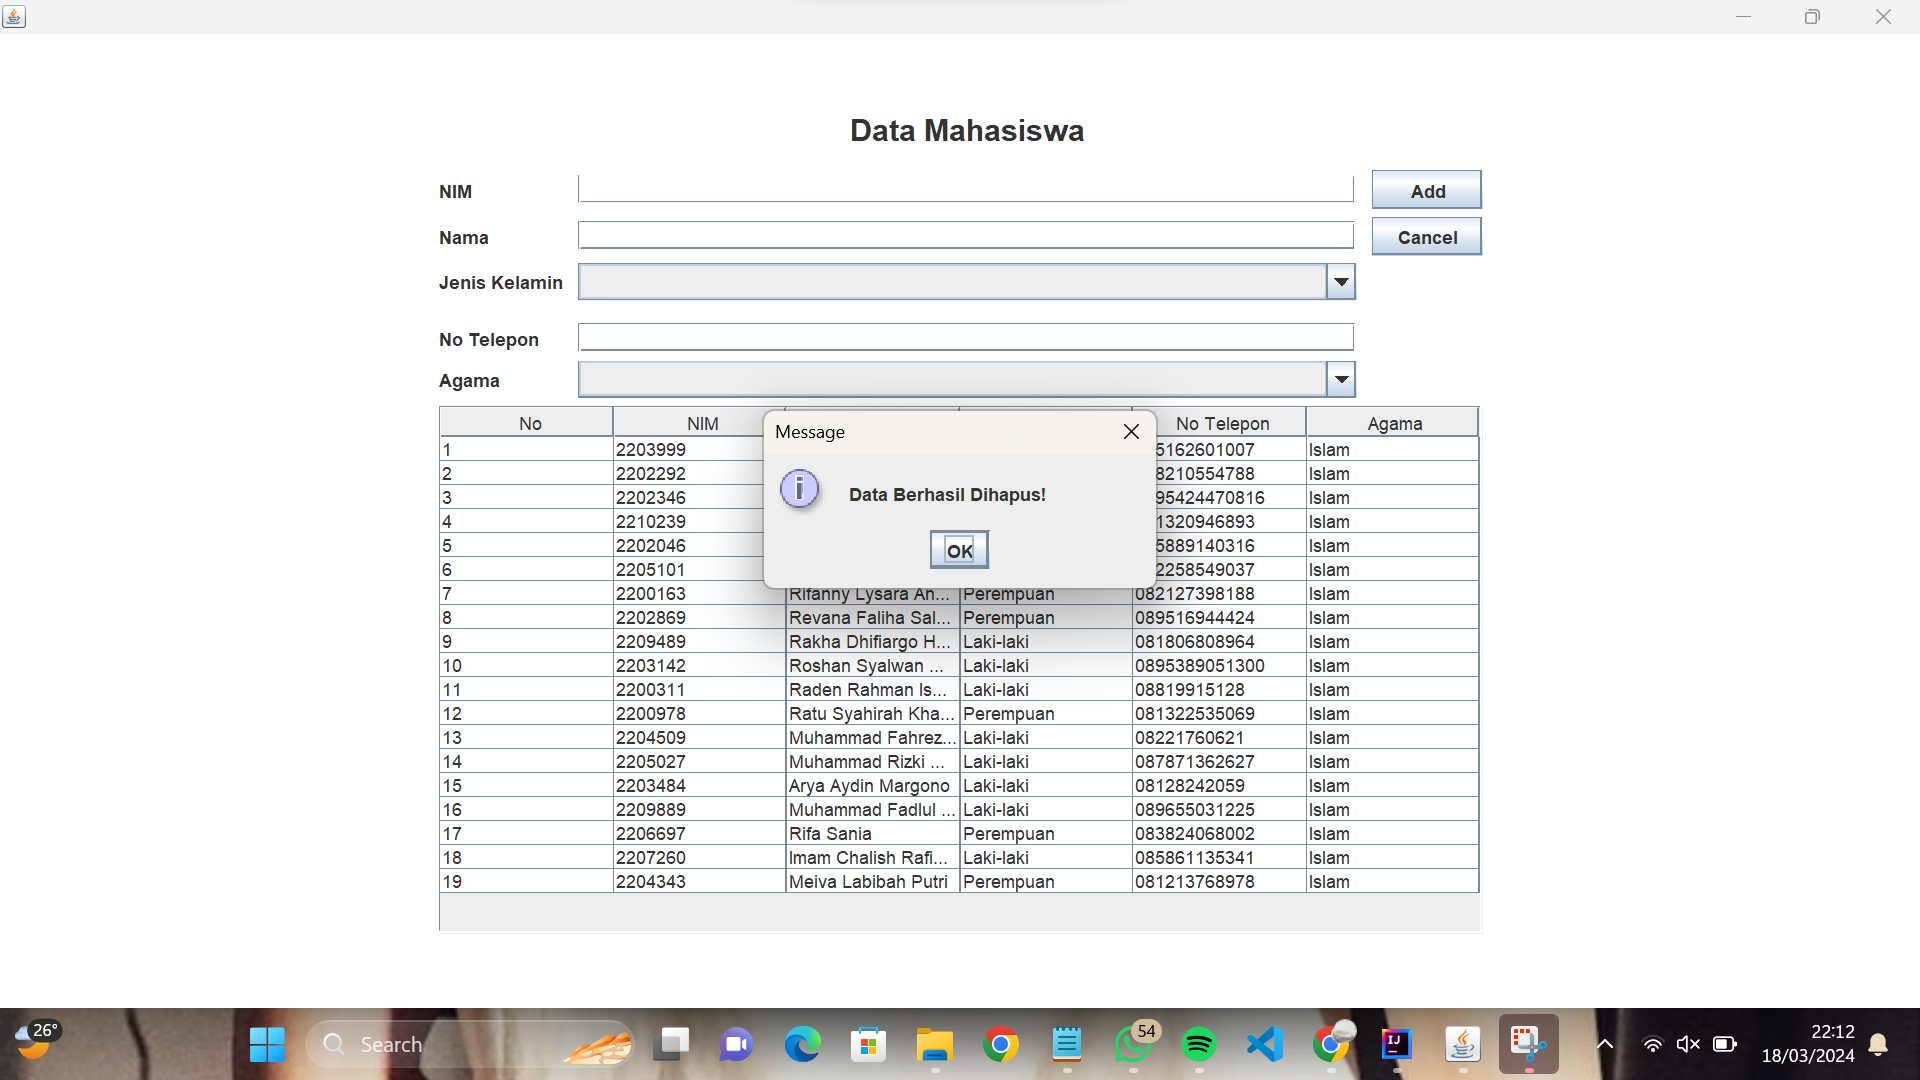 Data Mahasiswa
NIM
Add
Nama
Cancel
Jenis Kelamin
No Telepon
Agama
No NIM No Telepon Agama
Message
Data Berhasil Dihapus!
OK
1 2203999 5162601007 Islam
2 2202292 8210554788 Islam
3 2202346 95424470816 Islam
4 2210239 1320946893 Islam
5 2202046 5889140316 Islam
6 2205101 2258549037 Islam
7 2200163 Rifanny Lysara An... Perempuan 082127398188 Islam
8 2202869 Revana Faliha Sal... Perempuan 089516944424 Islam
9 2209489 Rakha Dhifiargo H... Laki-laki 081806808964 Islam
10 2203142 Roshan Syalwan ... Laki-laki 0895389051300 Islam
11 2200311 Raden Rahman Is... Laki-laki 08819915128 Islam
12 2200978 Ratu Syahirah Kha... Perempuan 081322535069 Islam
13 2204509 Muhammad Fahrez... Laki-laki 08221760621 Islam
14 2205027 Muhammad Rizki ... Laki-laki 087871362627 Islam
15 2203484 Arya Aydin Margono Laki-laki 08128242059 Islam
16 2209889 Muhammad Fadlul ... Laki-laki 089655031225 Islam
17 2206697 Rifa Sania Perempuan 083824068002 Islam
18 2207260 Imam Chalish Rafi... Laki-laki 085861135341 Islam
19 2204343 Meiva Labibah Putri Perempuan 081213768978 Islam
26°
Search
54
IJ
22:12
18/03/2024